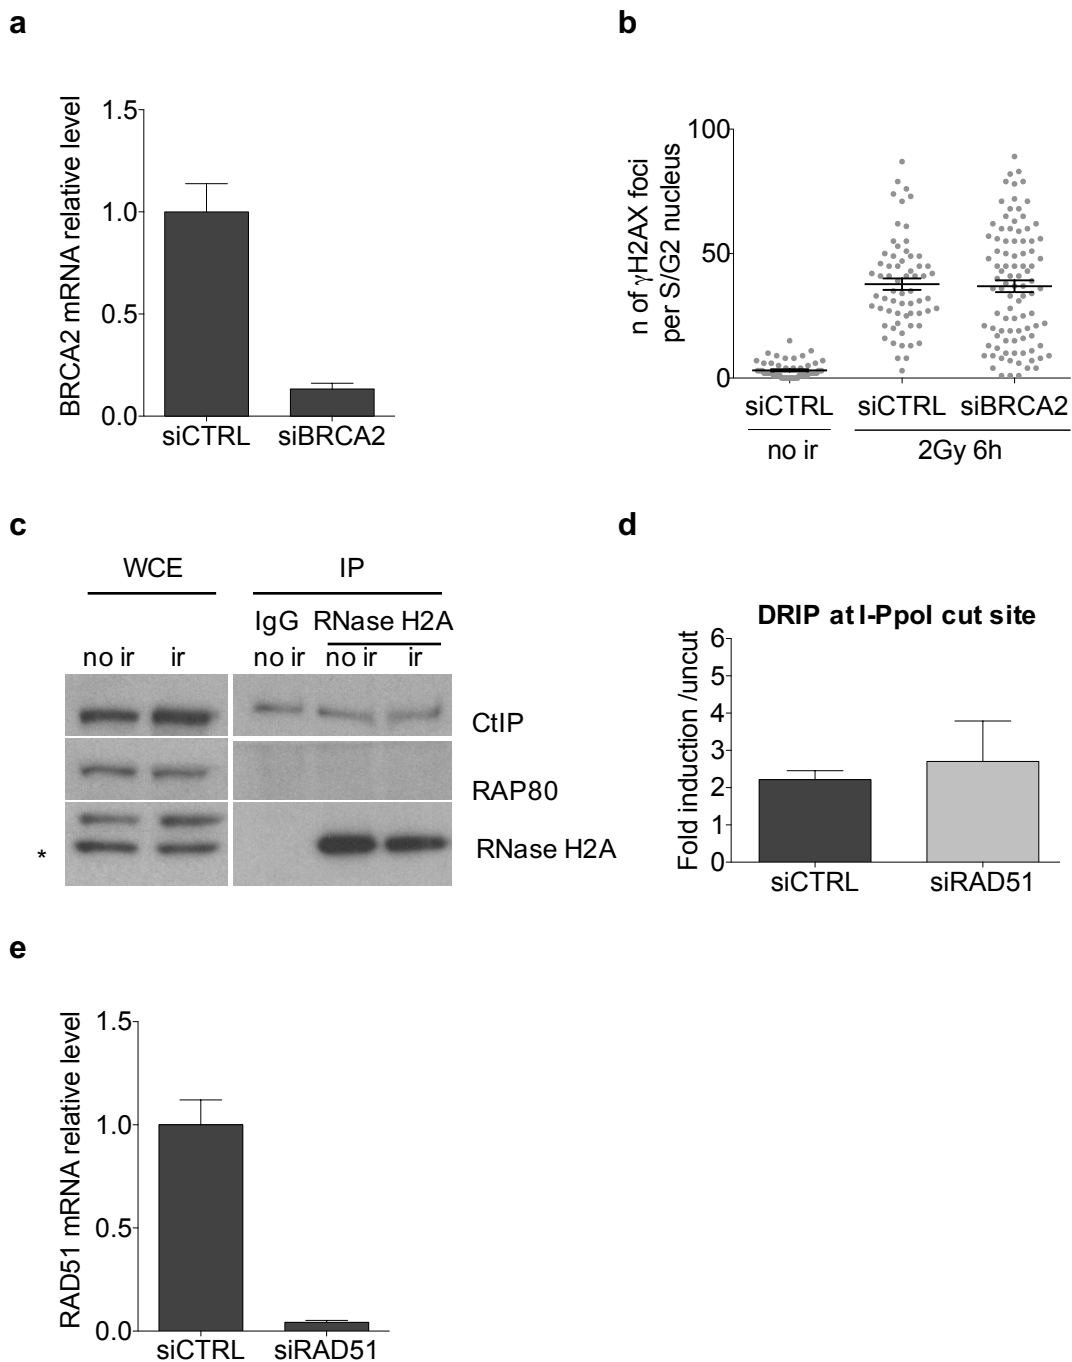 a
BRCA2 mRNA relative level
1.5
1.0
0.5
0.0
siCTRL siBRCA2
b
n of γH2AX foci
per S/G2 nucleus
100
50
0
siCTRL siCTRL siBRCA2
no ir 2Gy 6h
c
WCE IP
IgG RNase H2A
no ir ir no ir no ir ir
CtIP
RAP80
RNase H2A
*
d
DRIP at I-PpoI cut site
Fold induction /uncut
6
5
4
3
2
1
0
siCTRL siRAD51
e
RAD51 mRNA relative level
1.5
1.0
0.5
0.0
siCTRL siRAD51